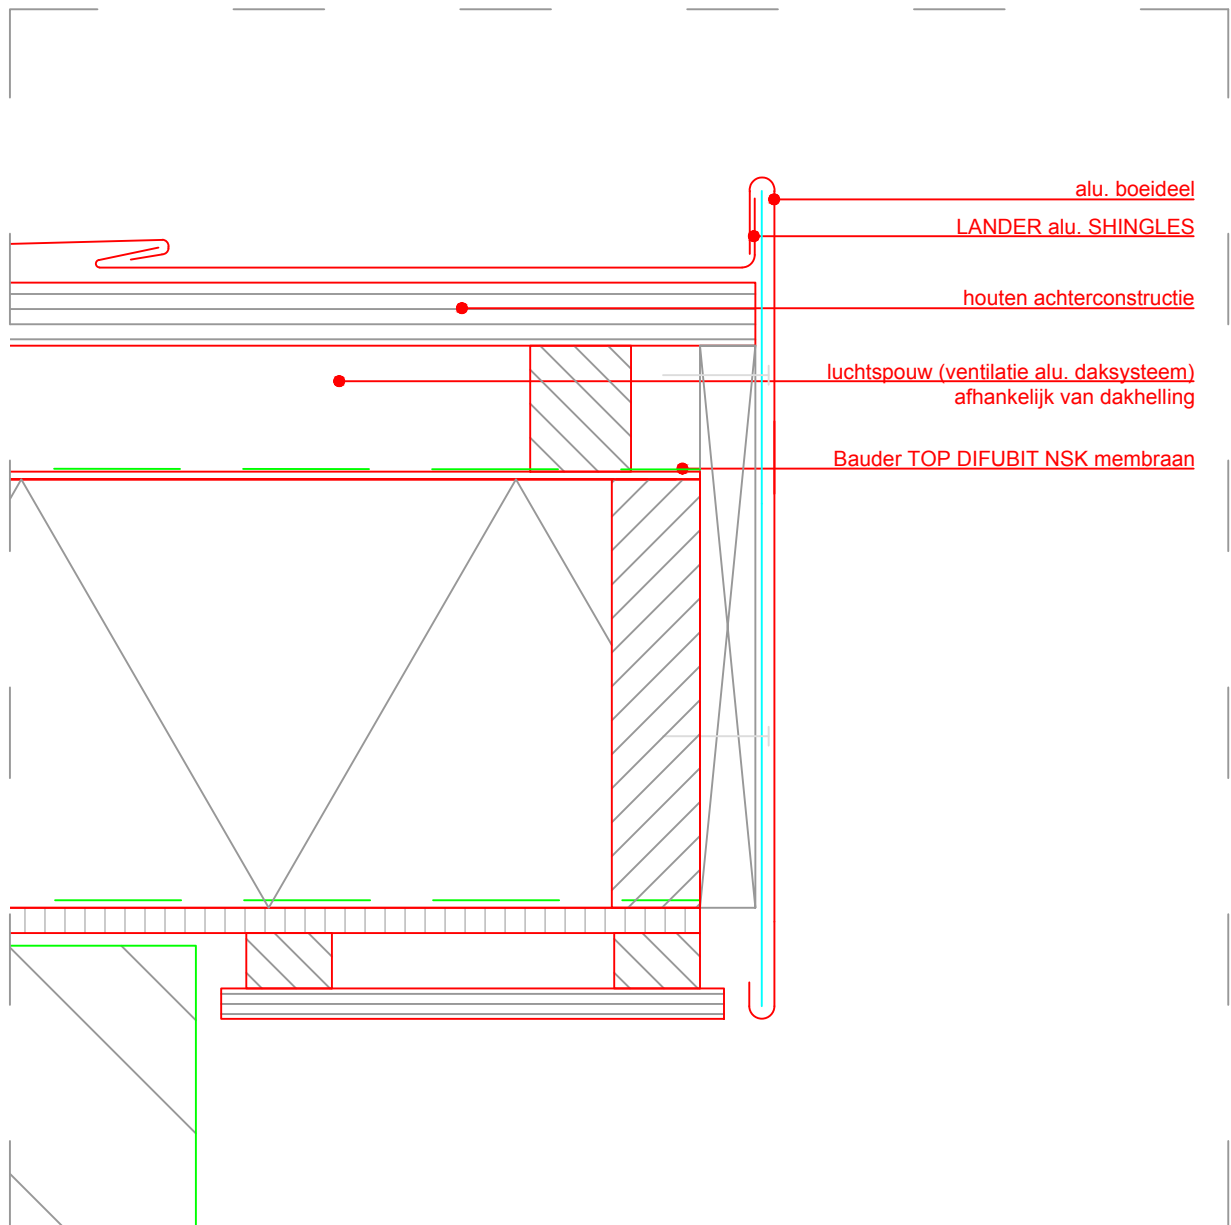 alu. boeideel
LANDER alu. SHINGLES
houten achterconstructie
luchtspouw (ventilatie alu. daksysteem)
afhankelijk van dakhelling
Bauder TOP DIFUBIT NSK membraan